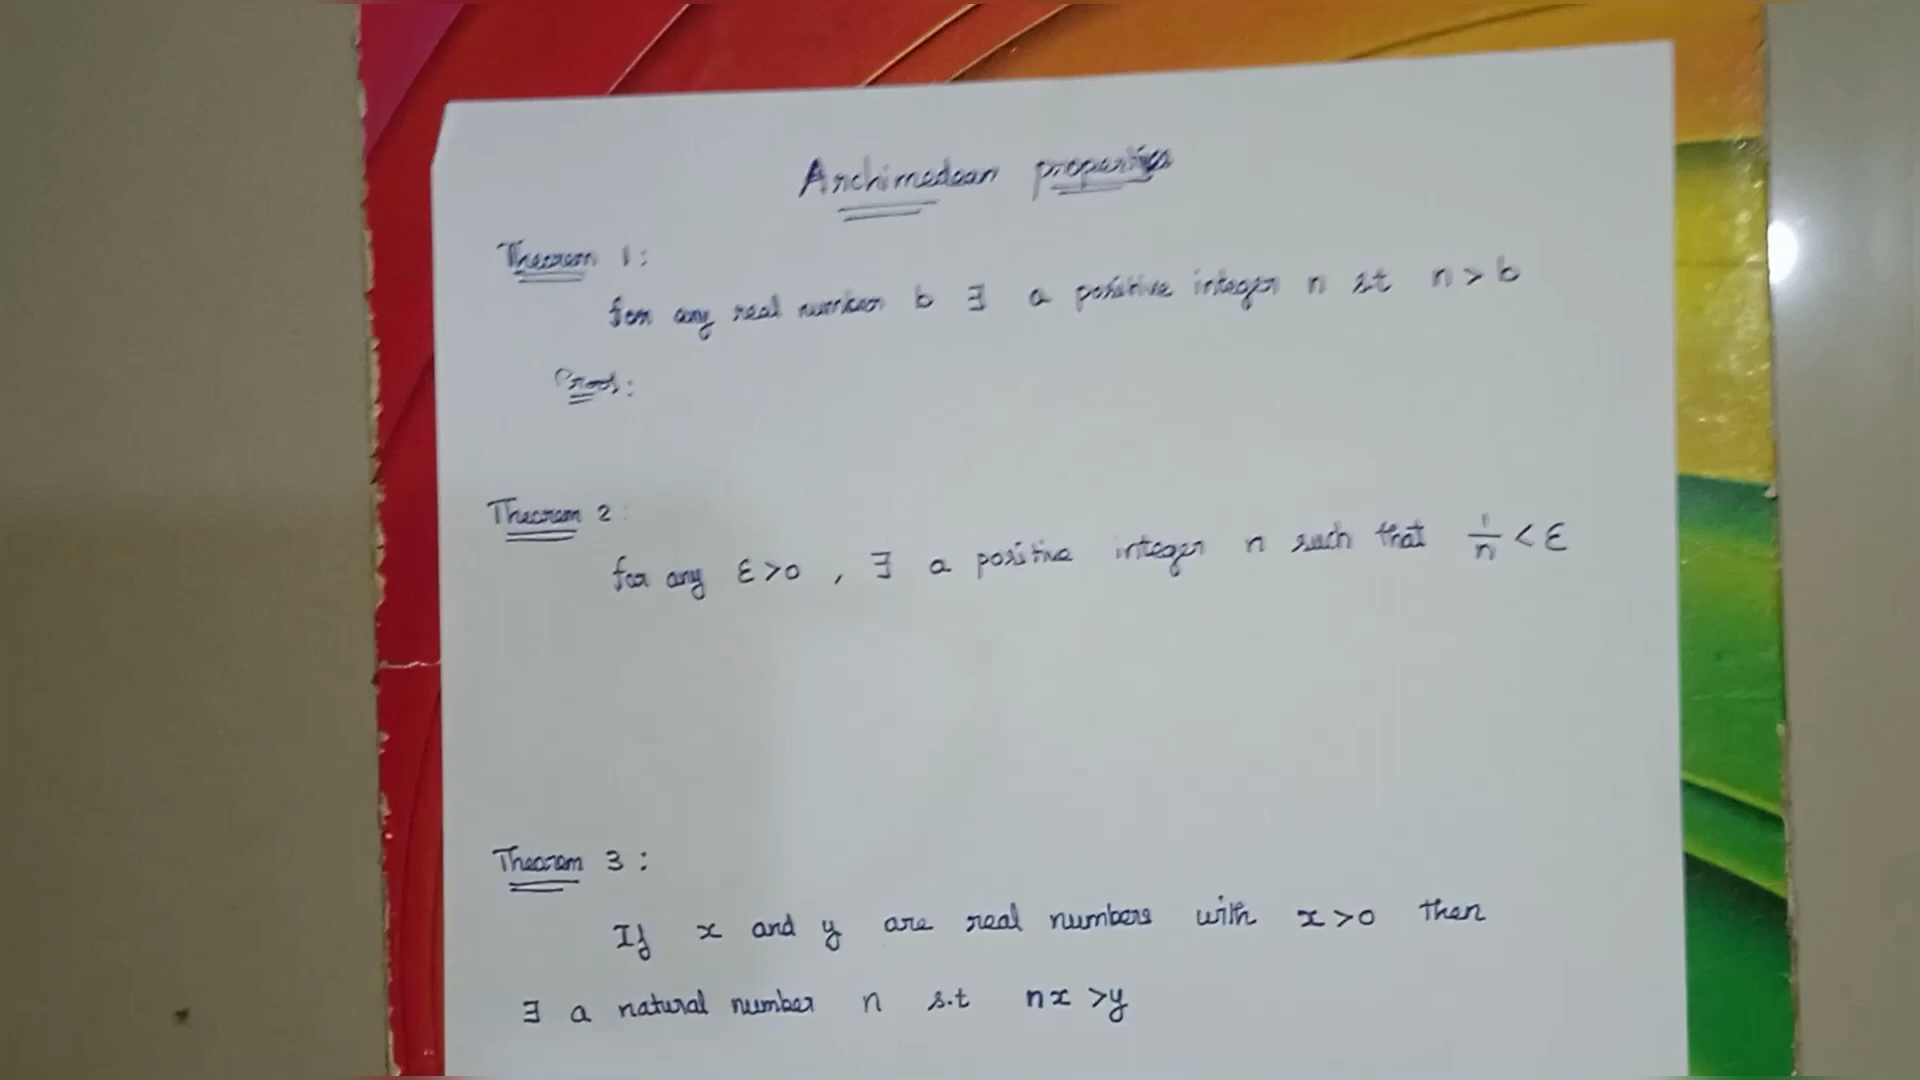 Archimedean properties
Theorem 1:
for any real number b ∃ a positive integer n st n > b
Proof:
Theorem 2:
for any ε>0 , ∃ a positive integer n such that 1/n < ε
Theorem 3:
If x and y are real numbers with x>0 then
∃ a natural number n s.t nx >y